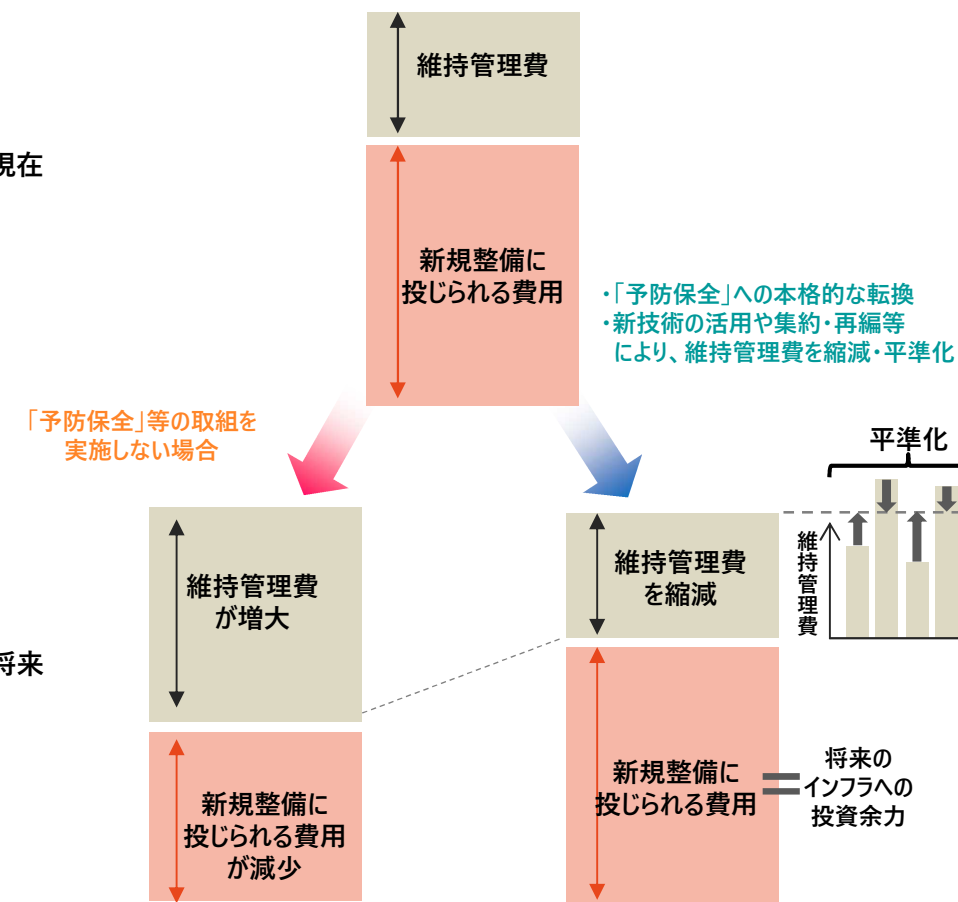 維持管理費
現在
新規整備に
投じられる費用
・「予防保全」への本格的な転換
・新技術の活用や集約・再編等
により、維持管理費を縮減・平準化
「予防保全」等の取組を
実施しない場合
平準化
維持管理費
維持管理費
が増大
維持管理費
を縮減
将来
新規整備に
投じられる費用
が減少
新規整備に
投じられる費用
将来の
インフラへの
投資余力